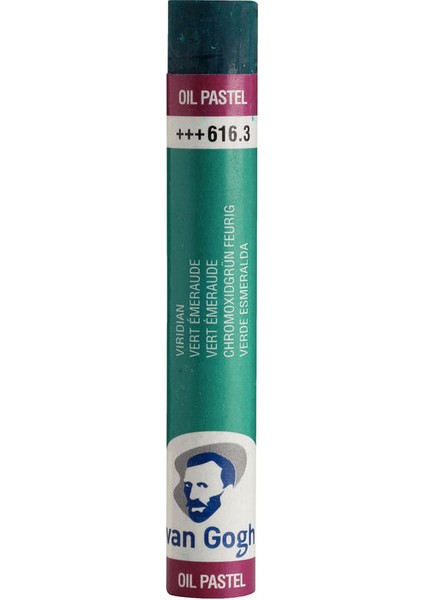 OIL PASTEL
+++616.3
VIRIDIAN
VERT ÉMERAUDE
VERT ÉMERAUDE
CHROMOXIDGRÜN FEURIG
VERDE ESMERALDA
van Gogh
OIL PASTEL